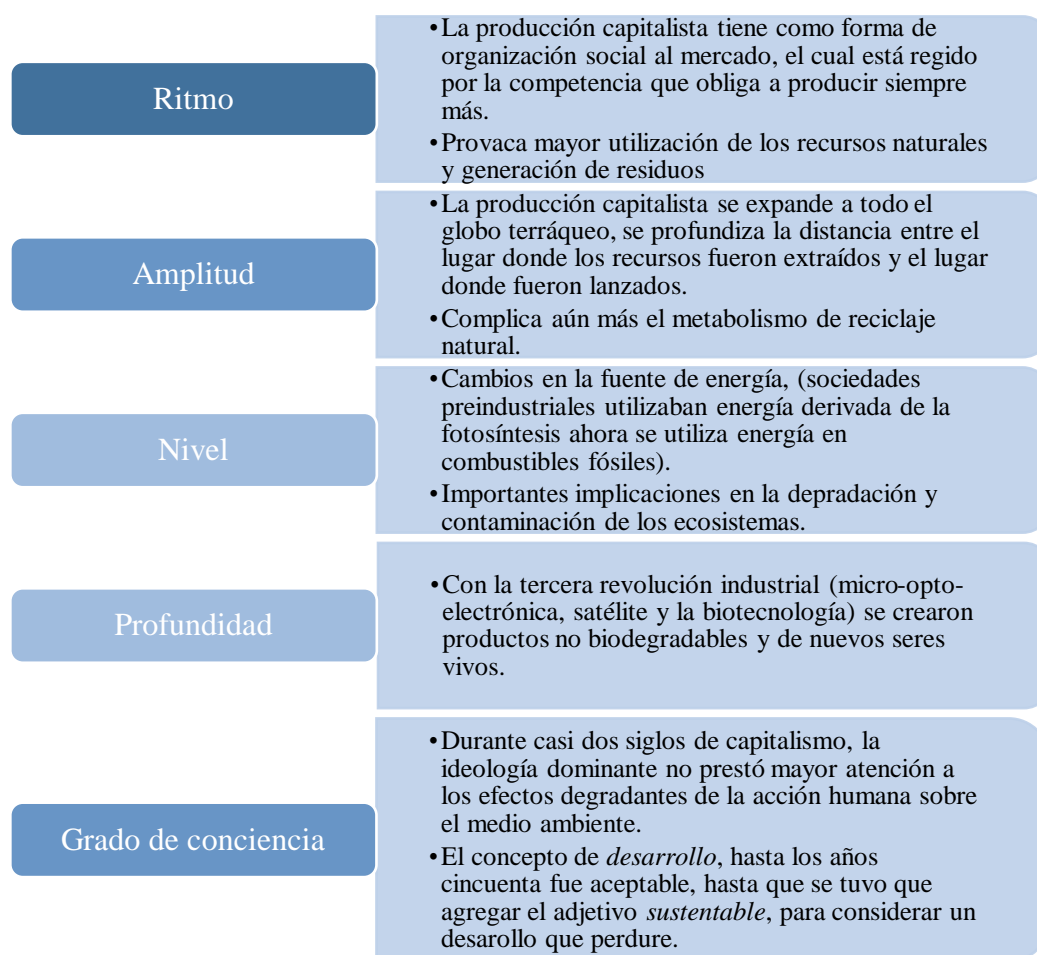 Ritmo
•La producción capitalista tiene como forma de
organización social al mercado, el cual está regido
por la competencia que obliga a producir siempre
más.
•Provaca mayor utilización de los recursos naturales
y generación de residuos
Amplitud
•La producción capitalista se expande a todo el
globo terráqueo, se profundiza la distancia entre el
lugar donde los recursos fueron extraídos y el lugar
donde fueron lanzados.
•Complica aún más el metabolismo de reciclaje
natural.
Nivel
•Cambios en la fuente de energía, (sociedades
preindustriales utilizaban energía derivada de la
fotosíntesis ahora se utiliza energía en
combustibles fósiles).
•Importantes implicaciones en la depradación y
contaminación de los ecosistemas.
Profundidad
•Con la tercera revolución industrial (micro-opto-
electrónica, satélite y la biotecnología) se crearon
productos no biodegradables y de nuevos seres
vivos.
Grado de conciencia
•Durante casi dos siglos de capitalismo, la
ideología dominante no prestó mayor atención a
los efectos degradantes de la acción humana sobre
el medio ambiente.
•El concepto de desarrollo, hasta los años
cincuenta fue aceptable, hasta que se tuvo que
agregar el adjetivo sustentable, para considerar un
desarollo que perdure.